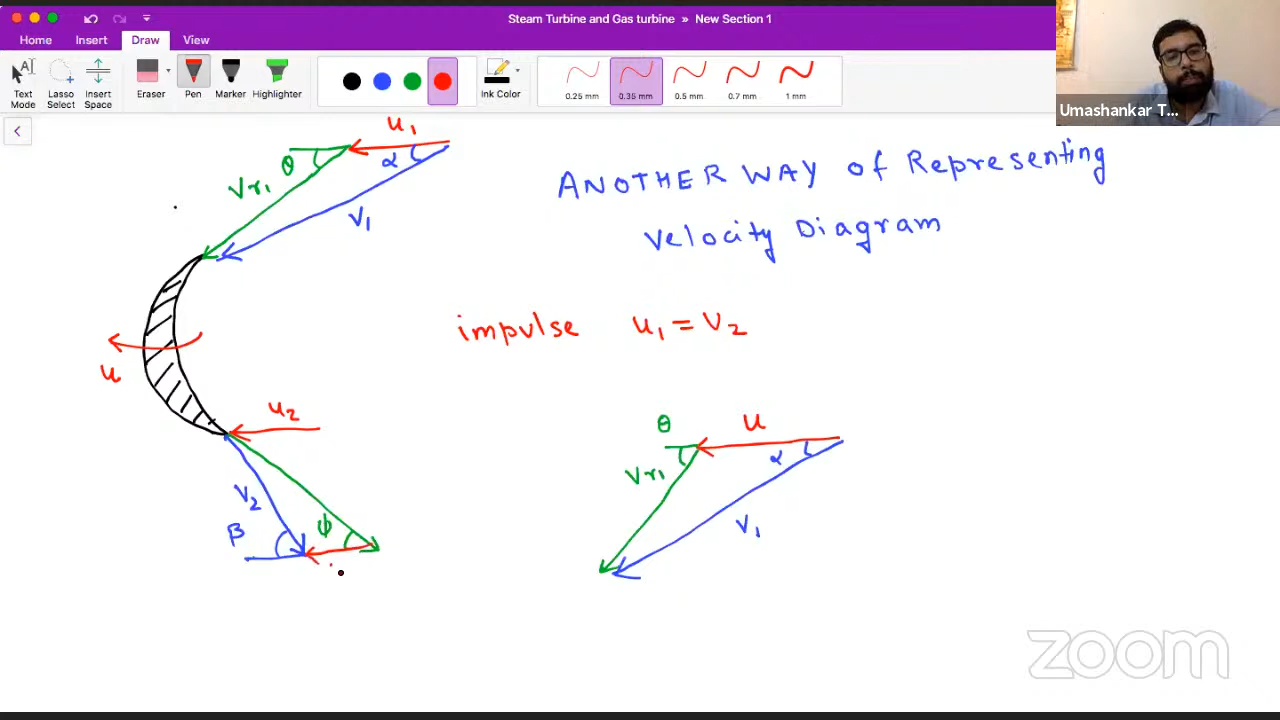 Steam Turbine and Gas turbine » New Section 1
Home Insert Draw View
Text Mode
Lasso Select
Insert Space
Eraser
Pen
Marker
Highlighter
Ink Color
0.25 mm
0.35 mm
0.5 mm
0.7 mm
1 mm
Umashankar T...
u1
θ
α
Vr1
V1
ANOTHER WAY of Representing
Velocity Diagram
impulse u1 = V2
u
u2
V2
β
φ
θ
u
α
Vr1
V1
zoom